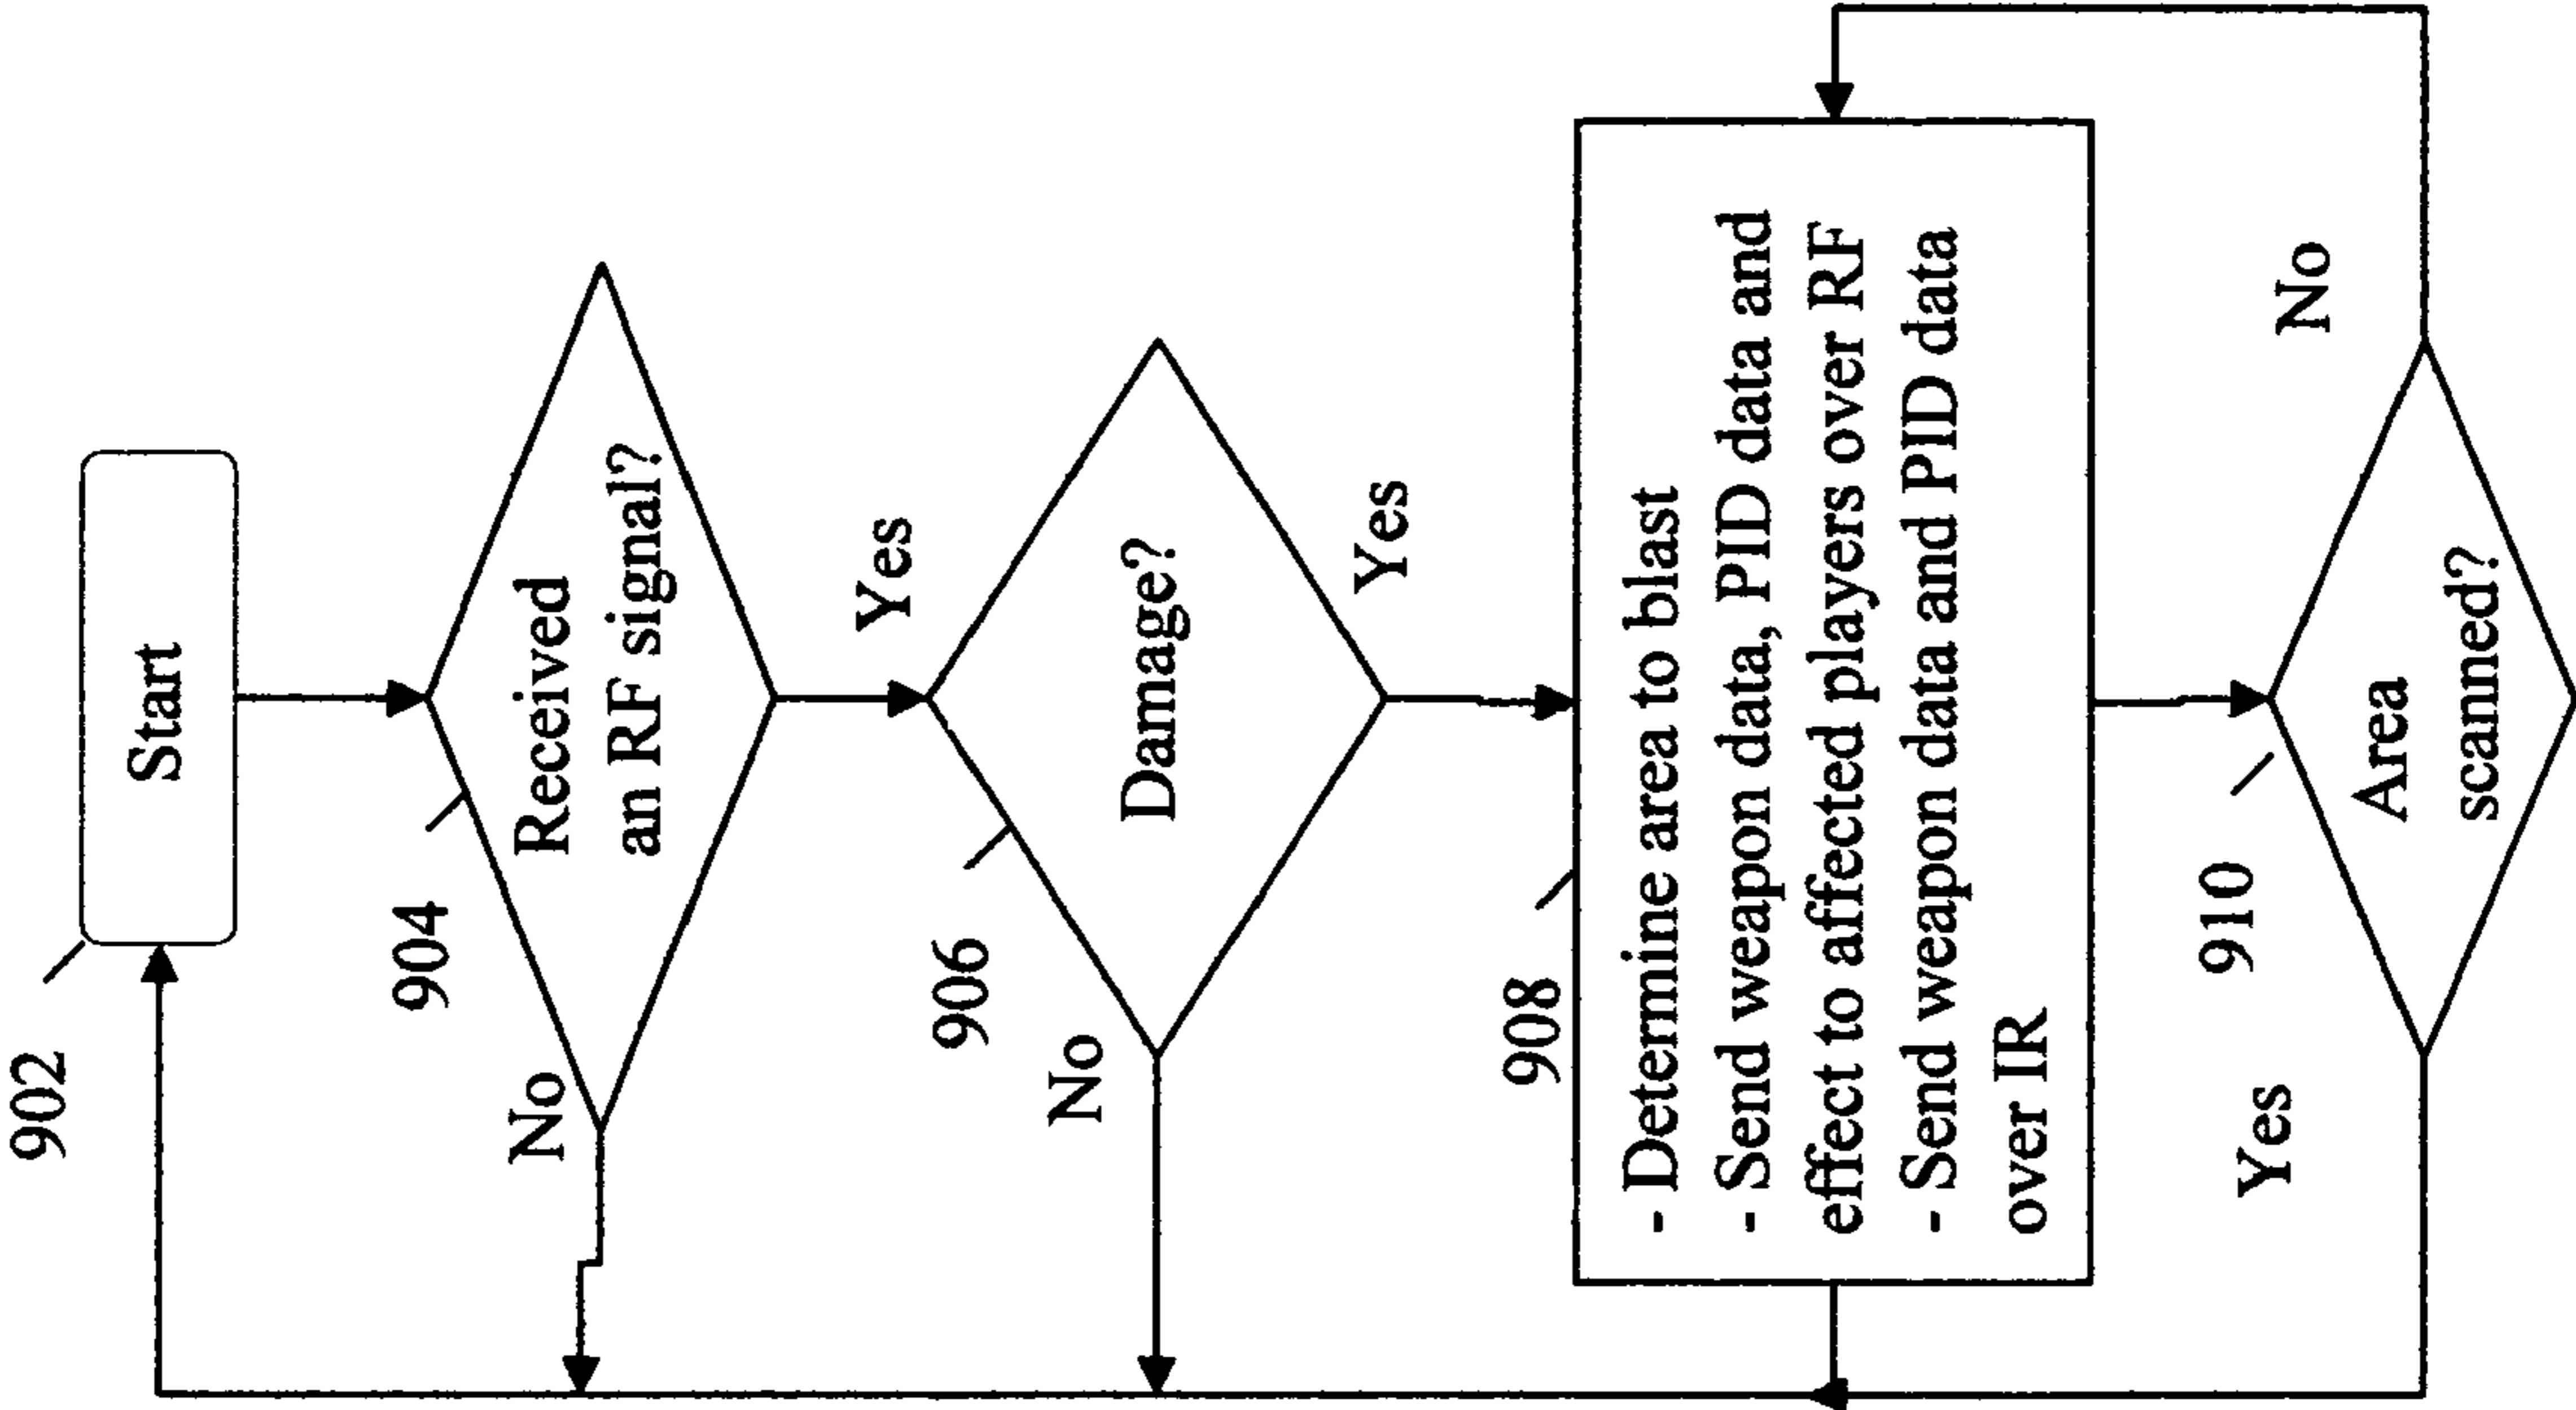 902
Start
904
Received
an RF signal?
No
Yes
906
Damage?
No
Yes
908
- Determine area to blast
- Send weapon data, PID data and
effect to affected players over RF
- Send weapon data and PID data
over IR
910
Area
scanned?
Yes
No